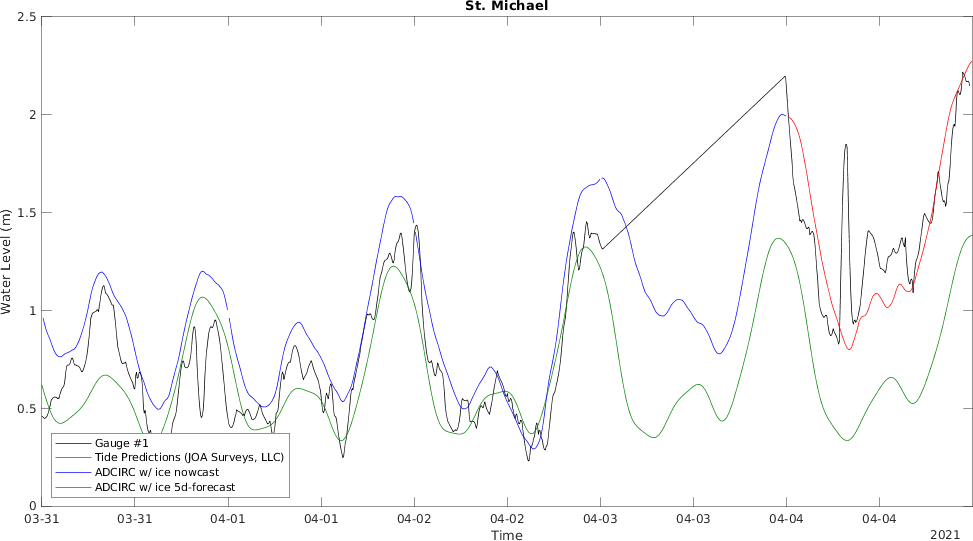 St. Michael
2.5
2
1.5
1
0.5
0
Water Level (m)
Gauge #1
Tide Predictions (JOA Surveys, LLC)
ADCIRC w/ ice nowcast
ADCIRC w/ ice 5d-forecast
03-31 03-31 04-01 04-01 04-02 04-02 04-03 04-03 04-04 04-04
Time
2021